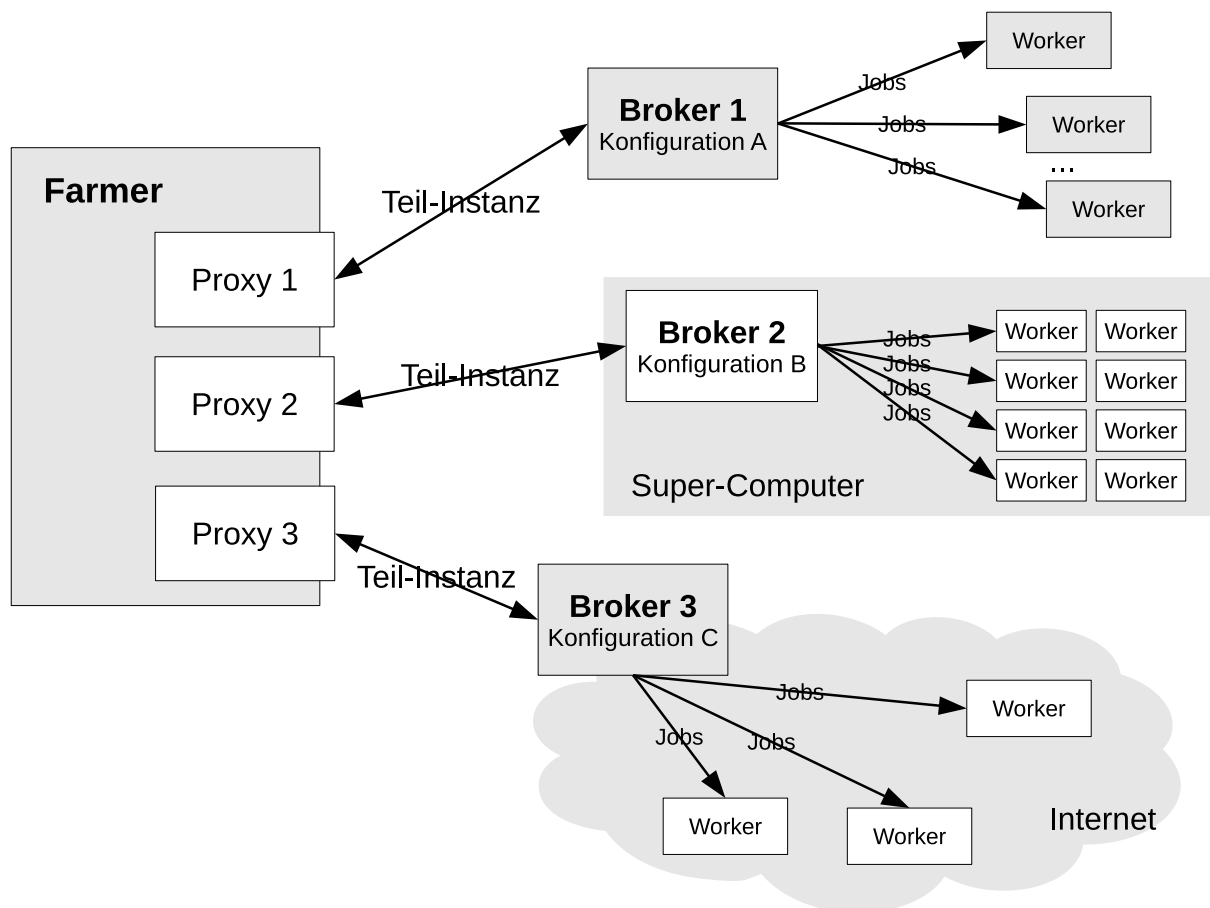 Farmer
Proxy 1
Proxy 2
Proxy 3
Teil-Instanz
Teil-Instanz
Teil-Instanz
Broker 1
Konfiguration A
Jobs
Jobs
Jobs
Worker
Worker
...
Worker
Broker 2
Konfiguration B
Jobs
Jobs
Jobs
Jobs
Worker Worker
Worker Worker
Worker Worker
Worker Worker
Super-Computer
Broker 3
Konfiguration C
Jobs
Jobs
Jobs
Worker
Worker
Worker
Internet